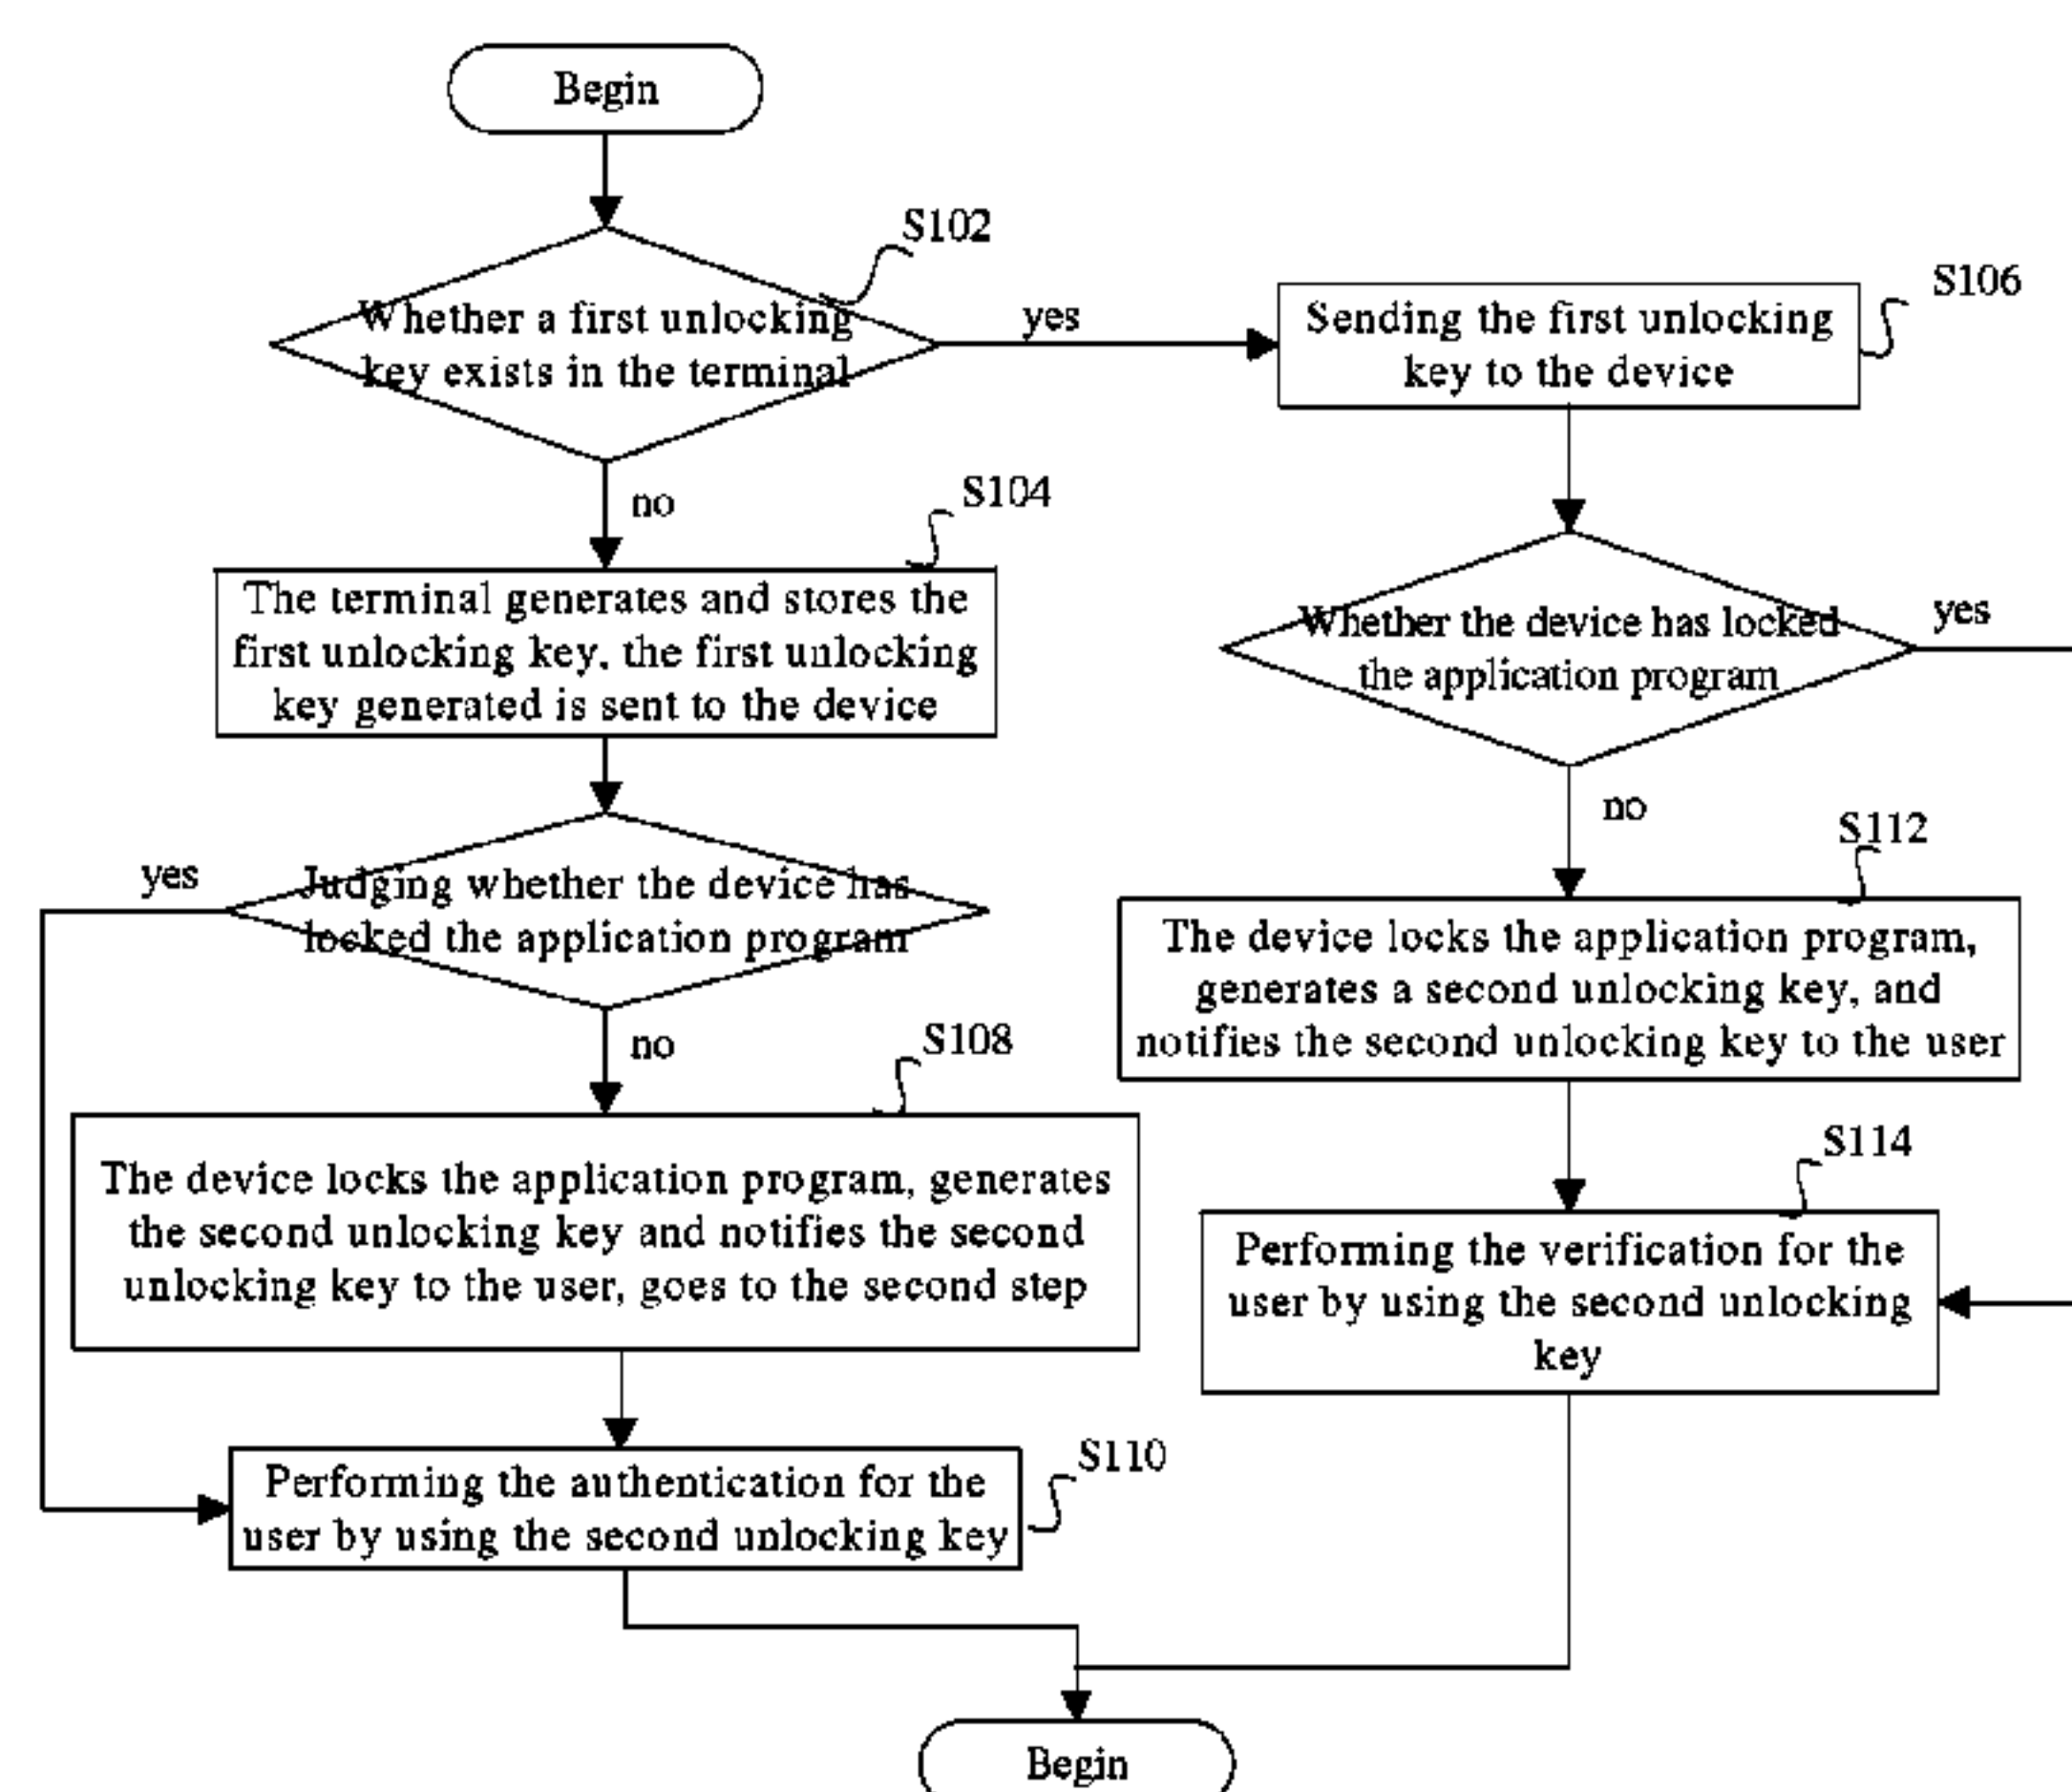 Begin
S102
Whether a first unlocking
key exists in the terminal
yes
S106
Sending the first unlocking
key to the device
no
S104
The terminal generates and stores the
first unlocking key, the first unlocking
key generated is sent to the device
Whether the device has locked
the application program
yes
no
Judging whether the device has
locked the application program
yes
no
S112
The device locks the application program,
generates a second unlocking key, and
notifies the second unlocking key to the user
S108
The device locks the application program, generates
the second unlocking key and notifies the second
unlocking key to the user, goes to the second step
S114
Performing the verification for the
user by using the second unlocking
key
S110
Performing the authentication for the
user by using the second unlocking key
Begin